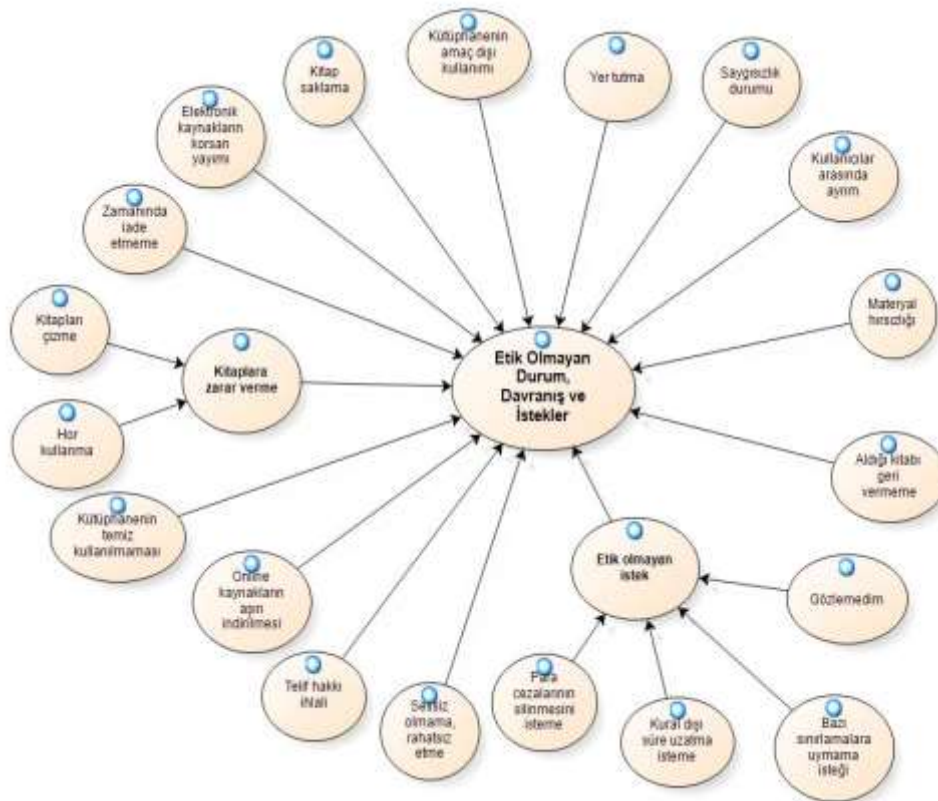 Kütüphanenin
amaç dışı
kullanımı
Kitap
saklama
Yer tutma
Saygısızlık
durumu
Elektronik
kaynakların
korsan
yayımı
Kullanıcılar
arasında
ayrım
Zamanında
iade
etmeme
Materyal
hırsızlığı
Kitapları
çizme
Kitaplara
zarar verme
Etik Olmayan
Durum,
Davranış ve
İstekler
Hor
kullanma
Aldığı kitabı
geri
vermeme
Kütüphanenin
temiz
kullanılmaması
Online
kaynakların
aşırı
indirilmesi
Etik olmayan
istek
Gözlemedim
Telif hakkı
ihlali
Sessiz
olmama,
rahatsız
etme
Para
cezalarının
silinmesini
isteme
Kural dışı
süre uzatma
isteme
Bazı
sınırlamalara
uymama
isteği